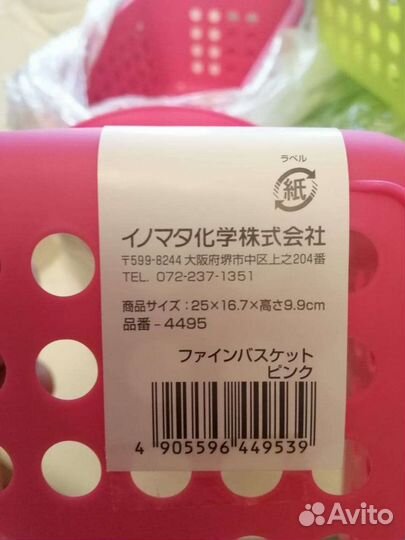 ラベル
紙
イノマタ化学株式会社
〒599-8244 大阪府堺市中区上之204番
TEL. 072-237-1351
商品サイズ:25×16.7×高さ9.9cm
品番-4495
ファインバスケット
ピンク
4 905596 449539
Avito